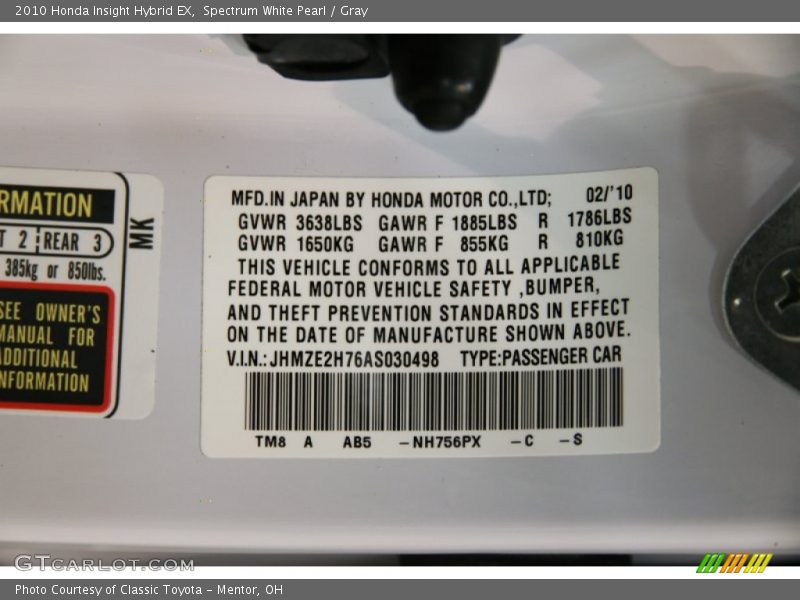 2010 Honda Insight Hybrid EX, Spectrum White Pearl / Gray
RMATION
T 2 REAR 3
385kg or 850lbs.
SEE OWNER'S
MANUAL FOR
ADDITIONAL
INFORMATION
MK
MFD.IN JAPAN BY HONDA MOTOR CO.,LTD; 02/'10
GVWR 3638LBS GAWR F 1885LBS R 1786LBS
GVWR 1650KG GAWR F 855KG R 810KG
THIS VEHICLE CONFORMS TO ALL APPLICABLE
FEDERAL MOTOR VEHICLE SAFETY ,BUMPER,
AND THEFT PREVENTION STANDARDS IN EFFECT
ON THE DATE OF MANUFACTURE SHOWN ABOVE.
V.I.N.:JHMZE2H76AS030498 TYPE:PASSENGER CAR
TM8 A AB5 -NH756PX -C -S
GTCARLOT.COM
Photo Courtesy of Classic Toyota - Mentor, OH